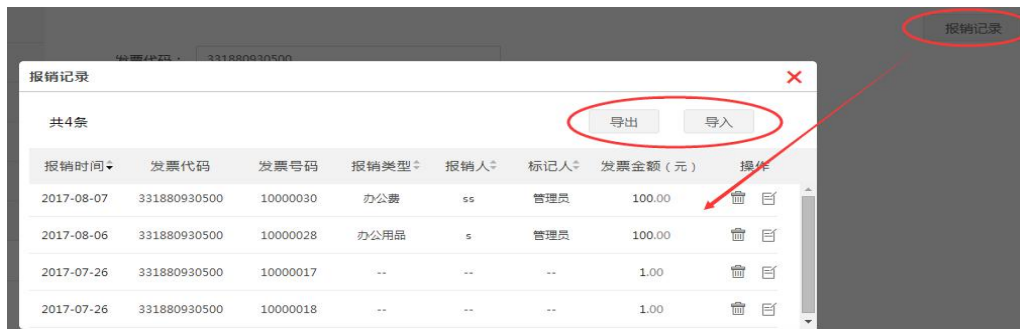 报销记录
发票代码： 331880930500
报销记录
共4条 导出 导入
报销时间 发票代码 发票号码 报销类型 报销人 标记人 发票金额（元） 操作
2017-08-07 331880930500 10000030 办公费 ss 管理员 100.00
2017-08-06 331880930500 10000028 办公用品 s 管理员 100.00
2017-07-26 331880930500 10000017 -- -- -- 1.00
2017-07-26 331880930500 10000018 -- -- -- 1.00